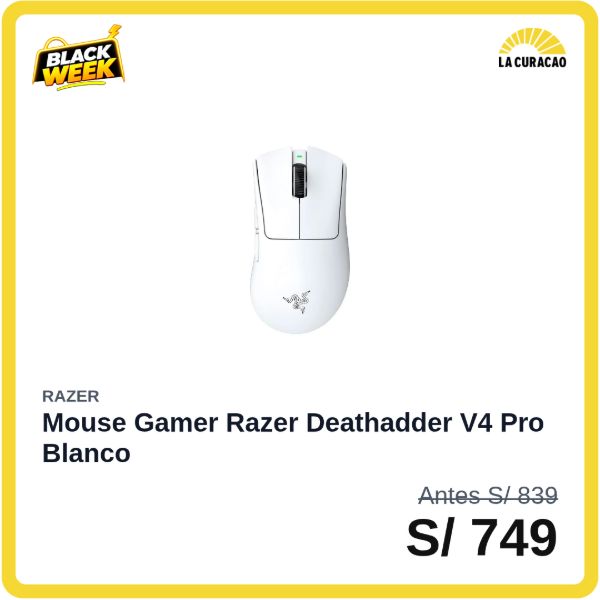 BLACK
WEEK
LA CURACAO
RAZER
Mouse Gamer Razer Deathadder V4 Pro
Blanco
Antes S/ 839
S/ 749